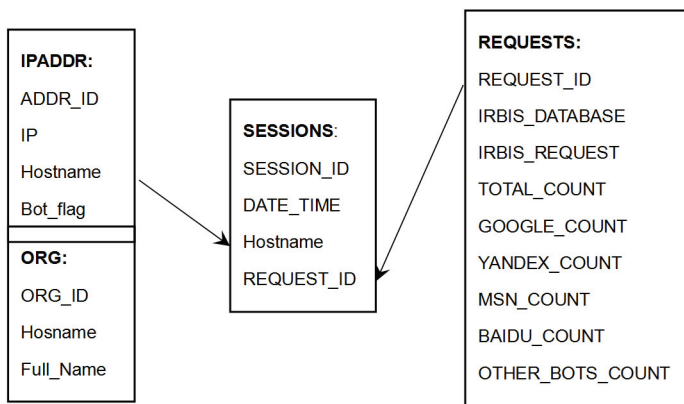 IPADDR:
ADDR_ID
IP
Hostname
Bot_flag
ORG:
ORG_ID
Hosname
Full_Name
SESSIONS:
SESSION_ID
DATE_TIME
Hostname
REQUEST_ID
REQUESTS:
REQUEST_ID
IRBIS_DATABASE
IRBIS_REQUEST
TOTAL_COUNT
GOOGLE_COUNT
YANDEX_COUNT
MSN_COUNT
BAIDU_COUNT
OTHER_BOTS_COUNT